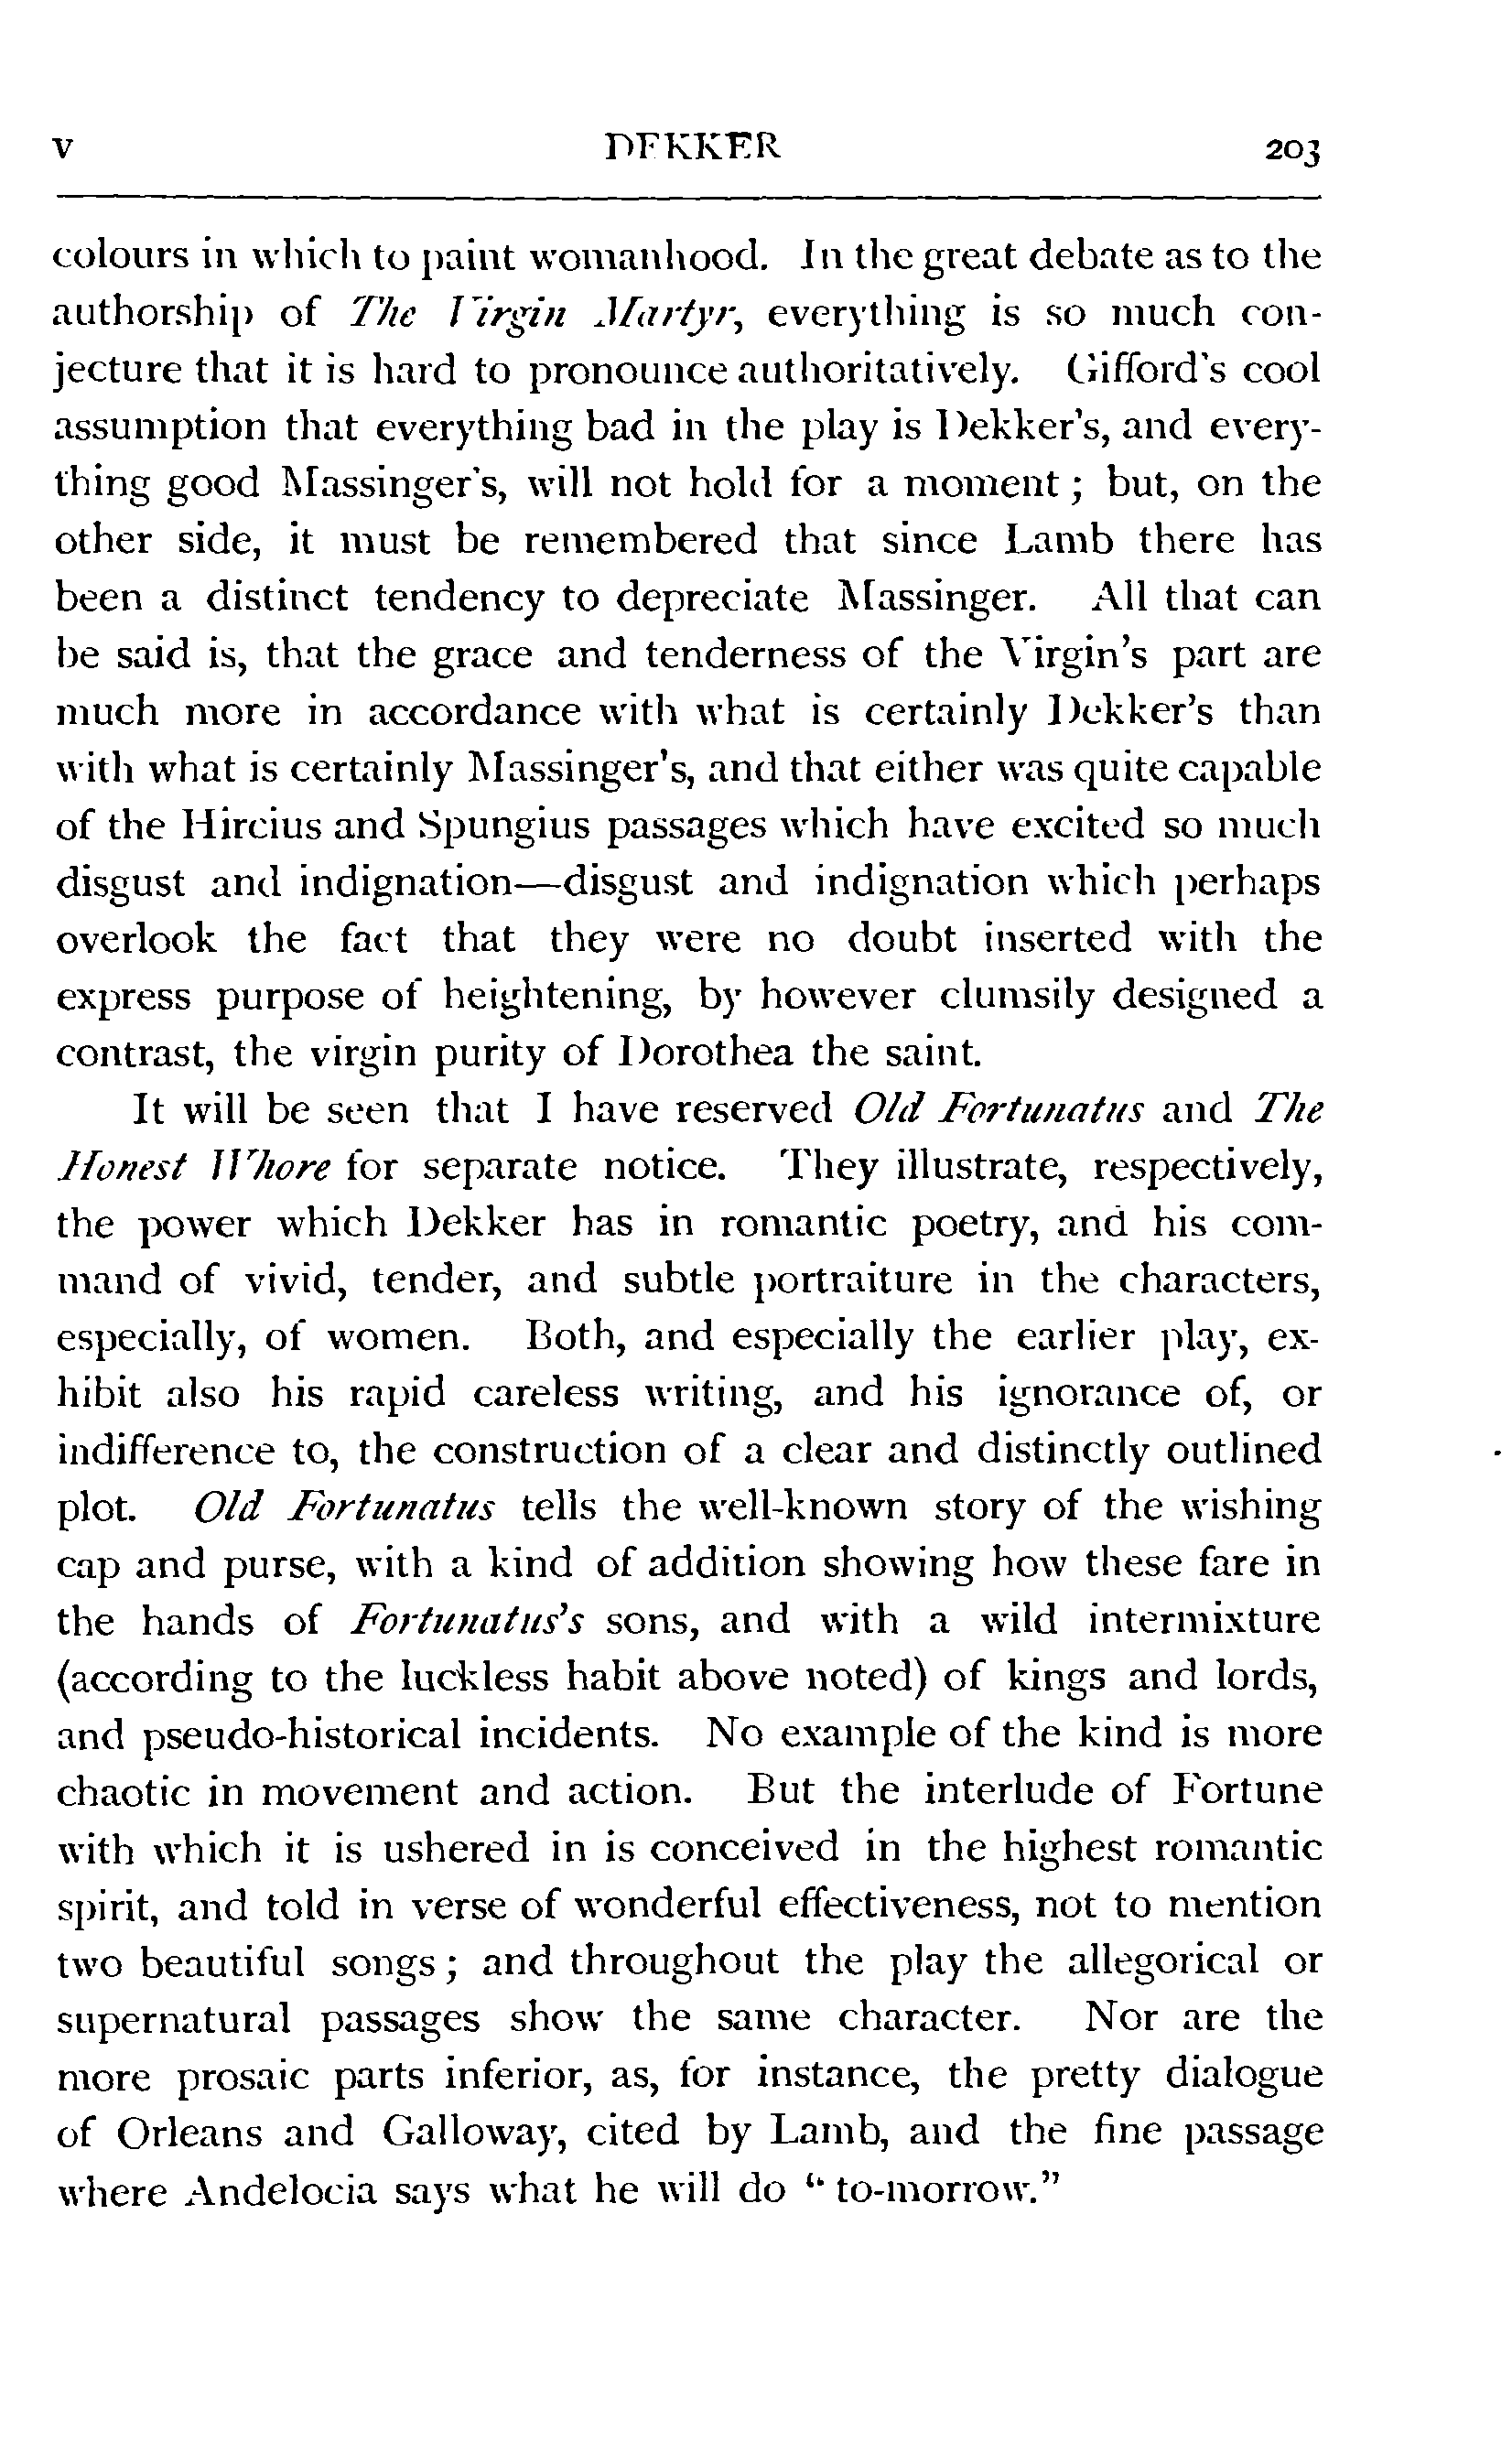 v DEKKER 203
colours in which to paint womanhood. In the great debate as to the
authorship of The Virgin Martyr, everything is so much con-
jecture that it is hard to pronounce authoritatively. Gifford's cool
assumption that everything bad in the play is Dekker's, and every-
thing good Massinger's, will not hold for a moment; but, on the
other side, it must be remembered that since Lamb there has
been a distinct tendency to depreciate Massinger. All that can
be said is, that the grace and tenderness of the Virgin's part are
much more in accordance with what is certainly Dekker's than
with what is certainly Massinger's, and that either was quite capable
of the Hircius and Spungius passages which have excited so much
disgust and indignation—disgust and indignation which perhaps
overlook the fact that they were no doubt inserted with the
express purpose of heightening, by however clumsily designed a
contrast, the virgin purity of Dorothea the saint.
It will be seen that I have reserved Old Fortunatus and The
Honest Whore for separate notice. They illustrate, respectively,
the power which Dekker has in romantic poetry, and his com-
mand of vivid, tender, and subtle portraiture in the characters,
especially, of women. Both, and especially the earlier play, ex-
hibit also his rapid careless writing, and his ignorance of, or
indifference to, the construction of a clear and distinctly outlined
plot. Old Fortunatus tells the well-known story of the wishing
cap and purse, with a kind of addition showing how these fare in
the hands of Fortunatus's sons, and with a wild intermixture
(according to the luckless habit above noted) of kings and lords,
and pseudo-historical incidents. No example of the kind is more
chaotic in movement and action. But the interlude of Fortune
with which it is ushered in is conceived in the highest romantic
spirit, and told in verse of wonderful effectiveness, not to mention
two beautiful songs; and throughout the play the allegorical or
supernatural passages show the same character. Nor are the
more prosaic parts inferior, as, for instance, the pretty dialogue
of Orleans and Galloway, cited by Lamb, and the fine passage
where Andelocia says what he will do "to-morrow."